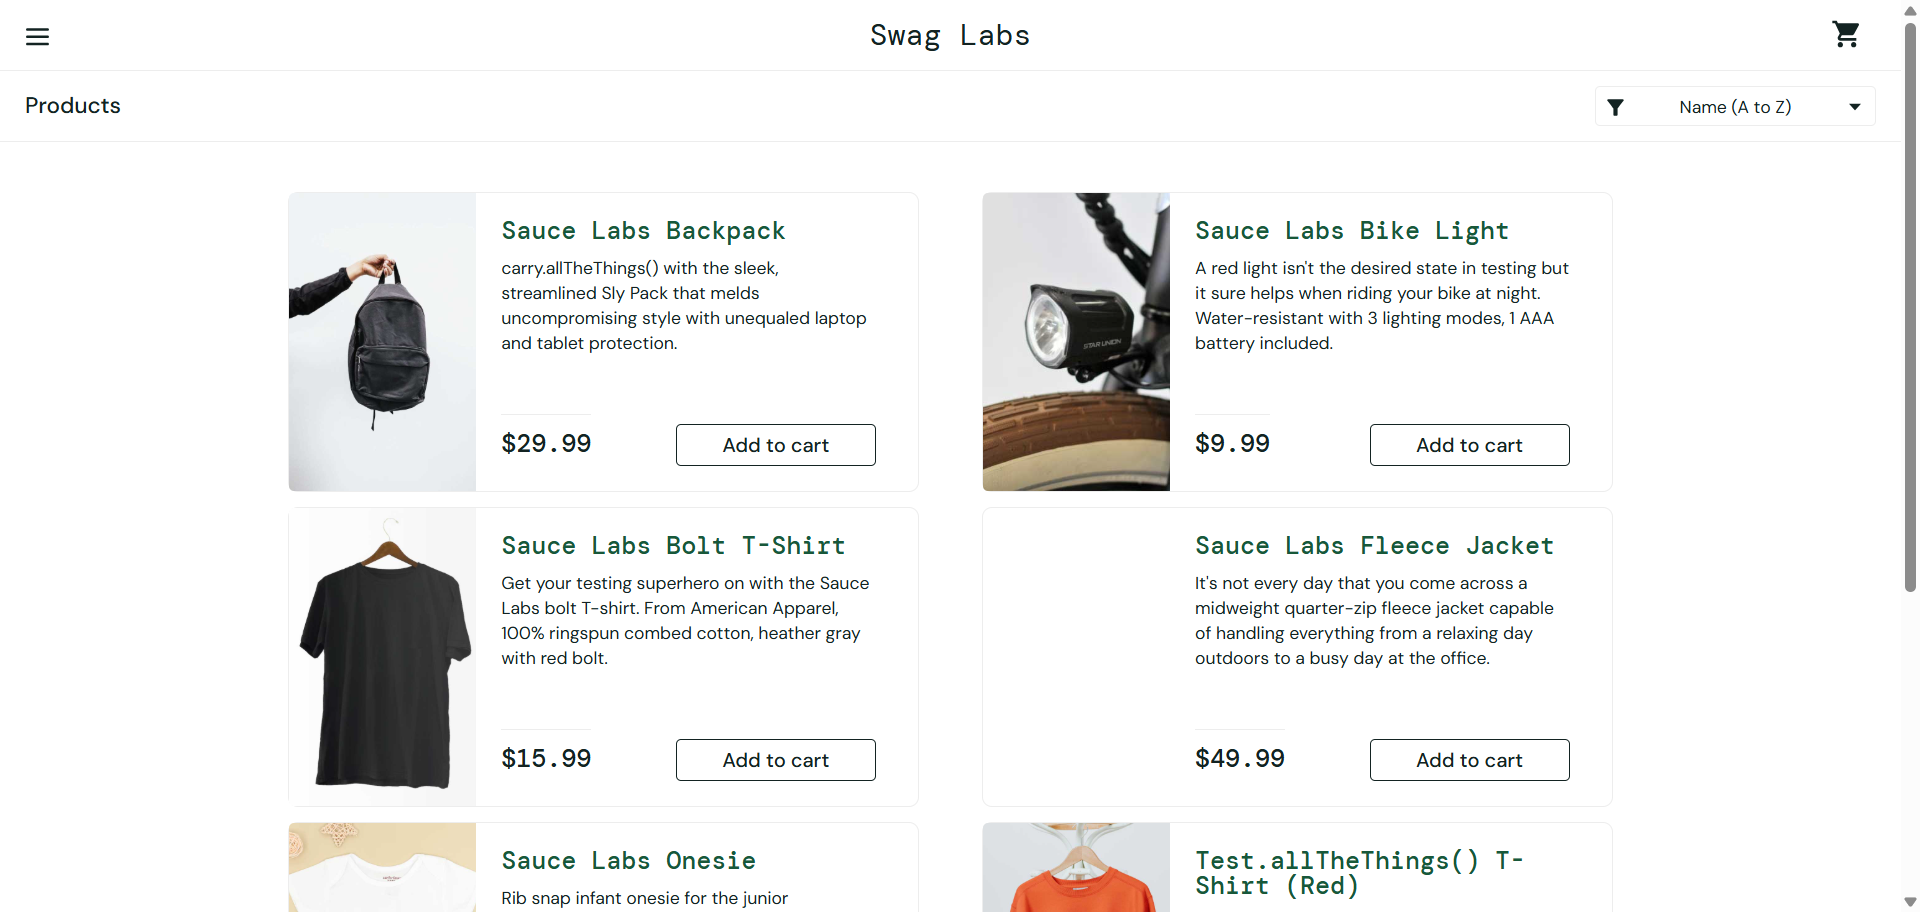 Swag Labs
Products
Name (A to Z)
Sauce Labs Backpack
carry.allTheThings() with the sleek,
streamlined Sly Pack that melds
uncompromising style with unequaled laptop
and tablet protection.
$29.99
Add to cart
Sauce Labs Bike Light
A red light isn't the desired state in testing but
it sure helps when riding your bike at night.
Water-resistant with 3 lighting modes, 1 AAA
battery included.
$9.99
Add to cart
STAR UNION
Sauce Labs Bolt T-Shirt
Get your testing superhero on with the Sauce
Labs bolt T-shirt. From American Apparel,
100% ringspun combed cotton, heather gray
with red bolt.
$15.99
Add to cart
Sauce Labs Fleece Jacket
It's not every day that you come across a
midweight quarter-zip fleece jacket capable
of handling everything from a relaxing day
outdoors to a busy day at the office.
$49.99
Add to cart
Sauce Labs Onesie
Rib snap infant onesie for the junior
Test.allTheThings() T-
Shirt (Red)